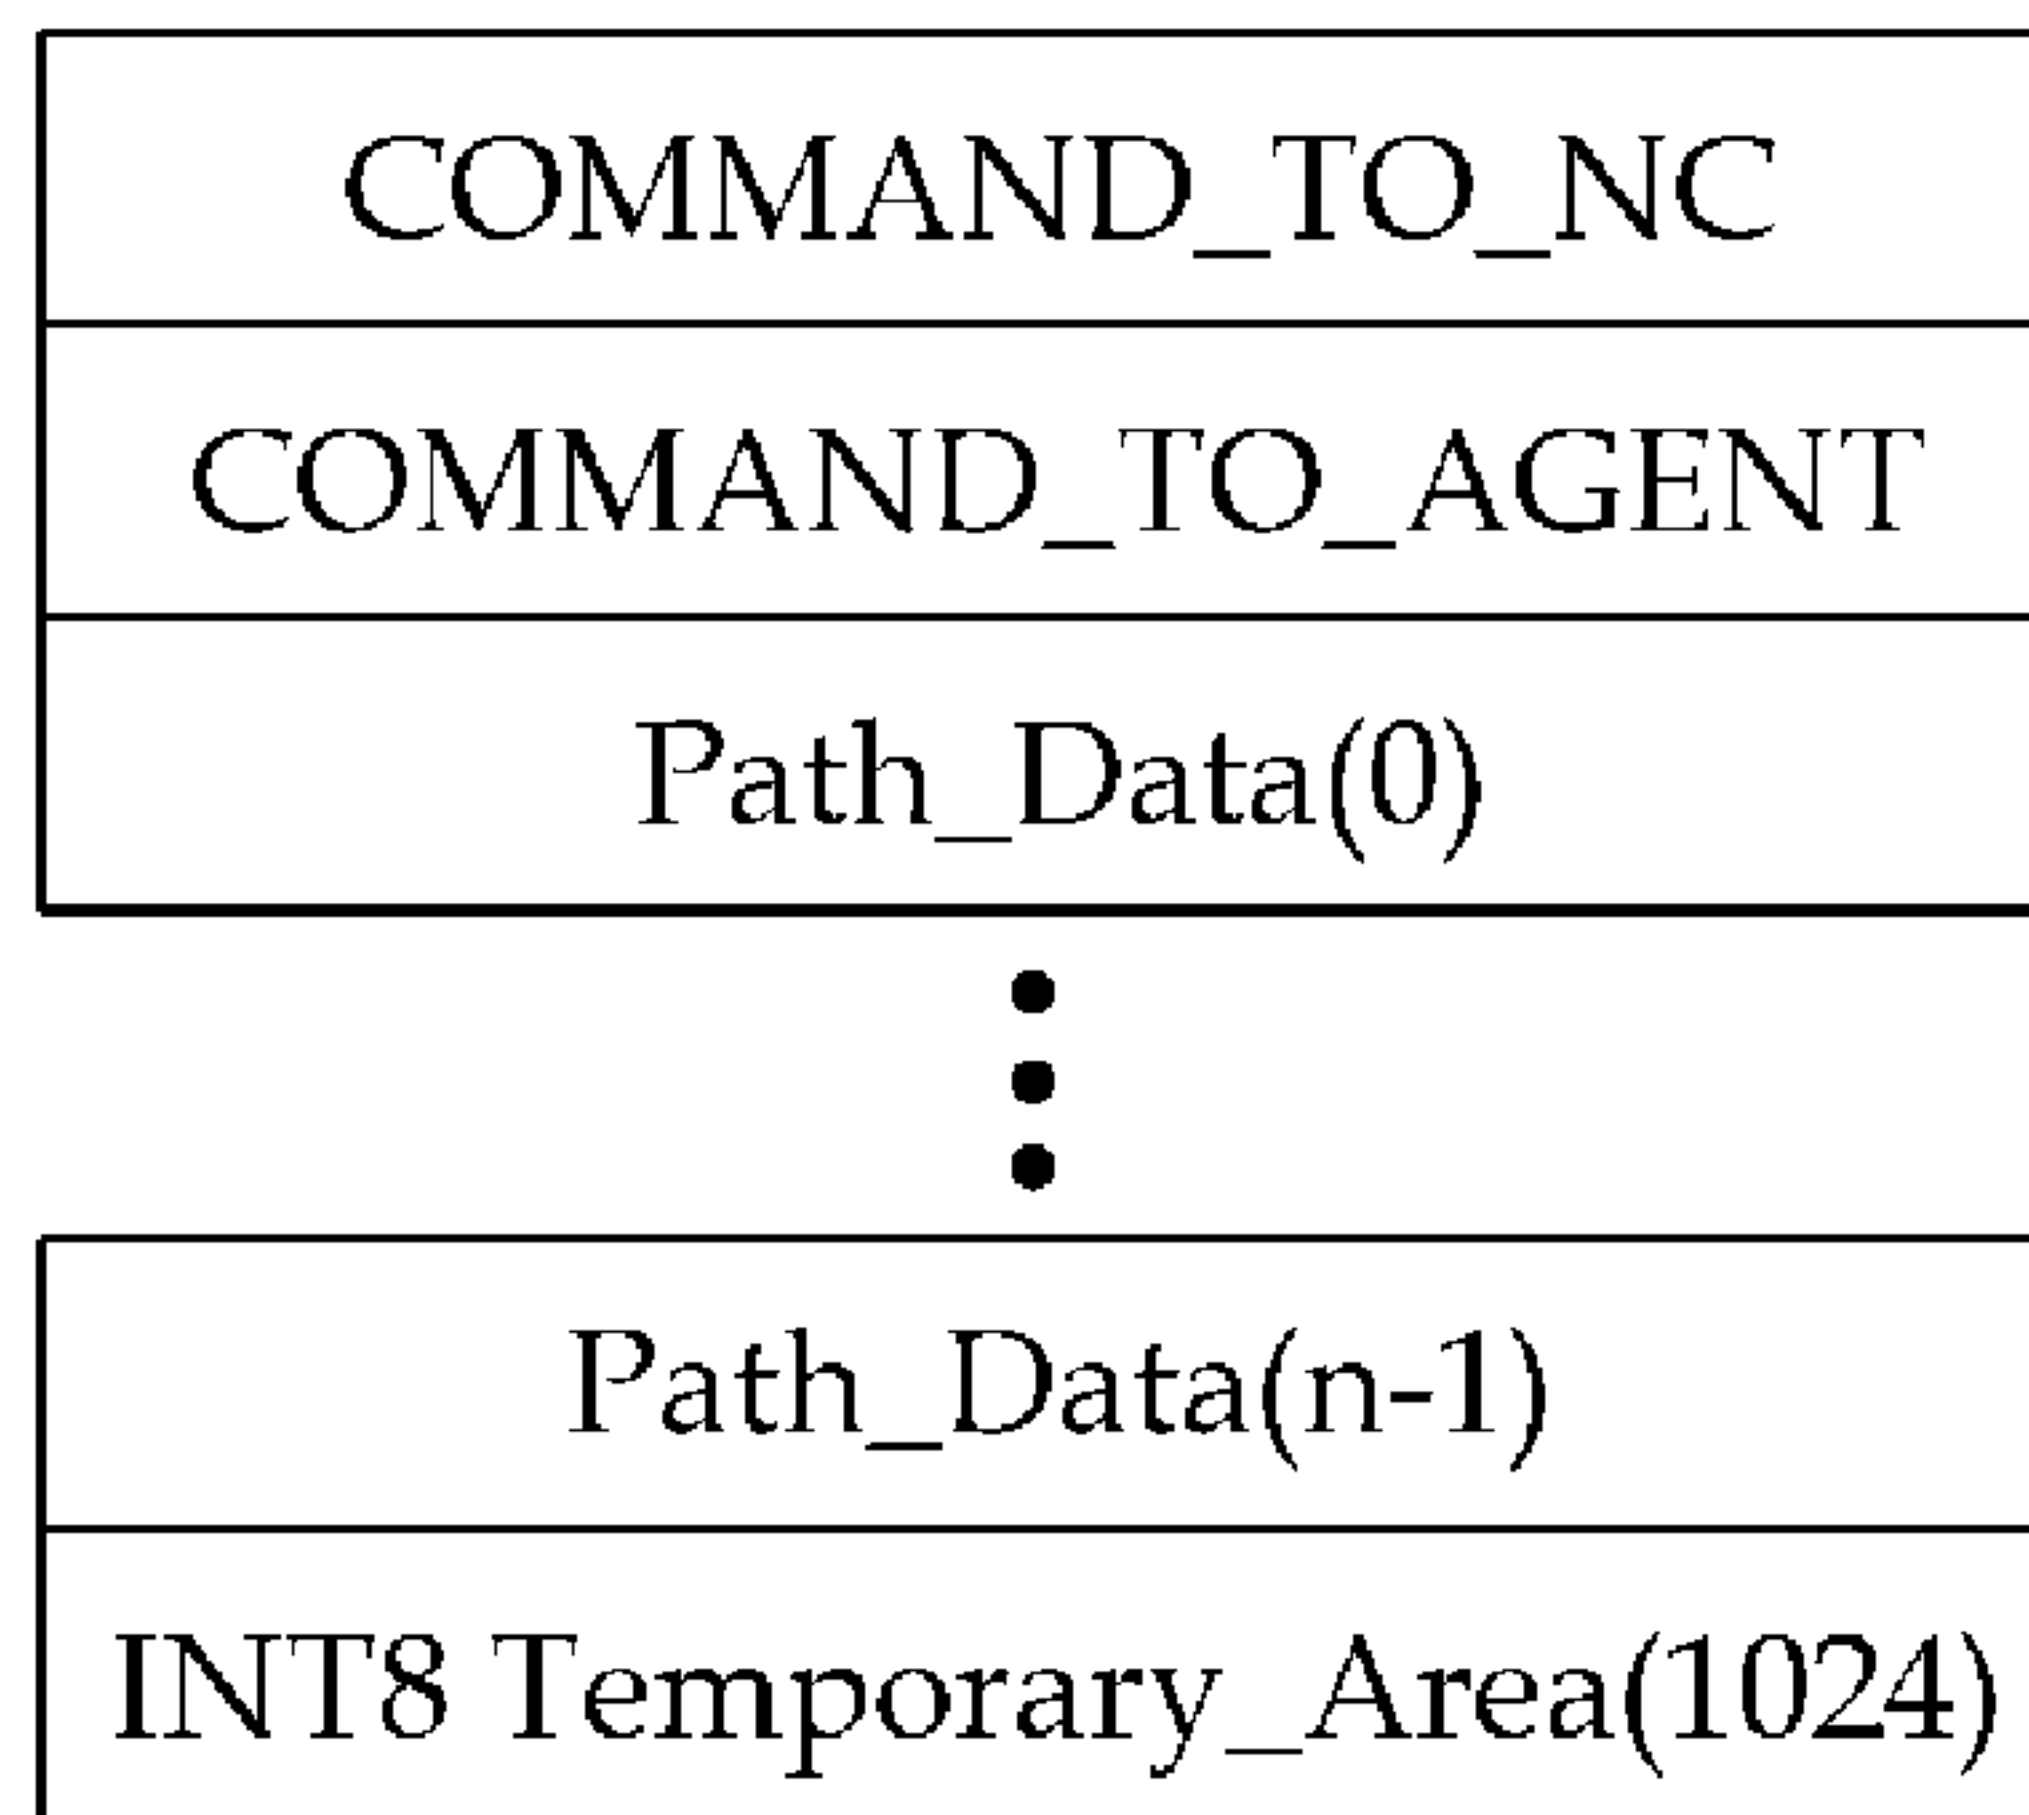 COMMAND_TO_NC
COMMAND_TO_AGENT
Path_Data(0)
Path_Data(n-1)
INT8 Temporary_Area(1024)